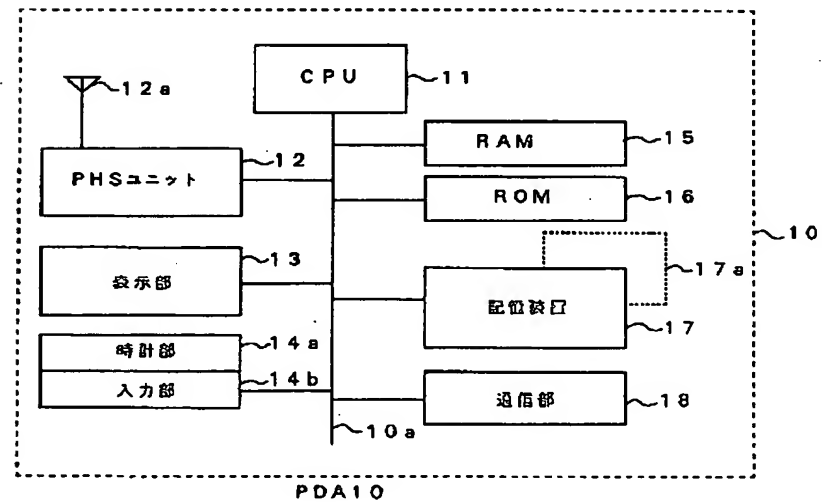 CPU
11
12a
RAM
15
PHSユニット
12
ROM
16
10
表示部
13
17a
記憶装置
17
時計部
14a
入力部
14b
通信部
18
10a
PDA10